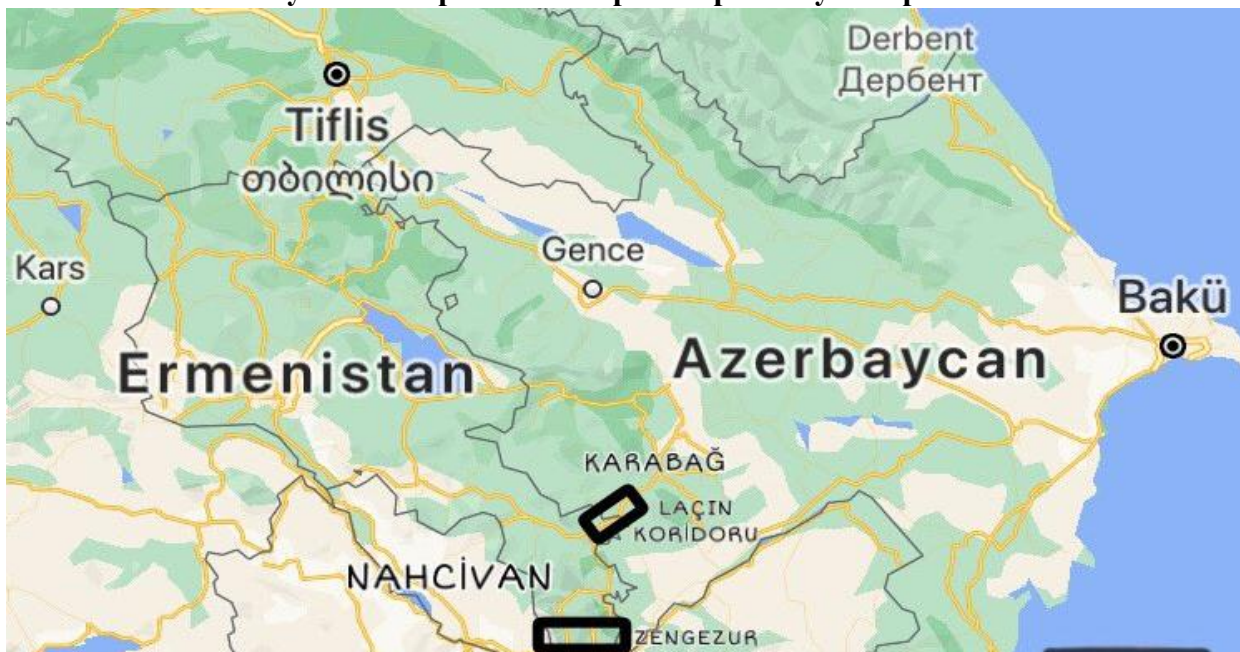 Derbent
Дербент
Tiflis
თბილისი
Gence
Kars
Bakü
Ermenistan
Azerbaycan
KARABAĞ
LAÇIN
KORİDORU
NAHCİVAN
ZENGEZUR